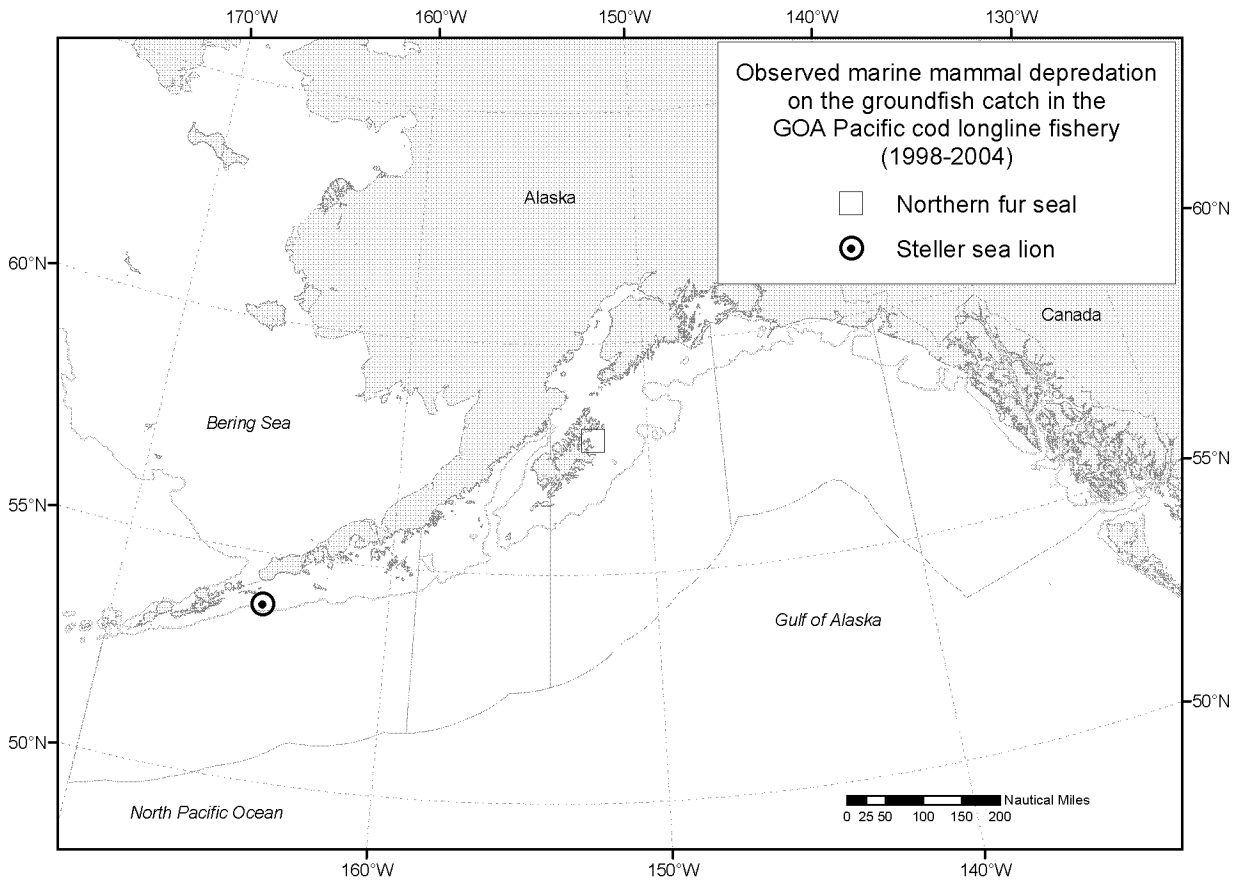 170°W 160°W 150°W 140°W 130°W
Observed marine mammal depredation
on the groundfish catch in the
GOA Pacific cod longline fishery
(1998-2004)
Northern fur seal
Steller sea lion
Alaska
60°N
60°N
Canada
Bering Sea
55°N
55°N
Gulf of Alaska
50°N
50°N
North Pacific Ocean
Nautical Miles
0 25 50 100 150 200
160°W 150°W 140°W